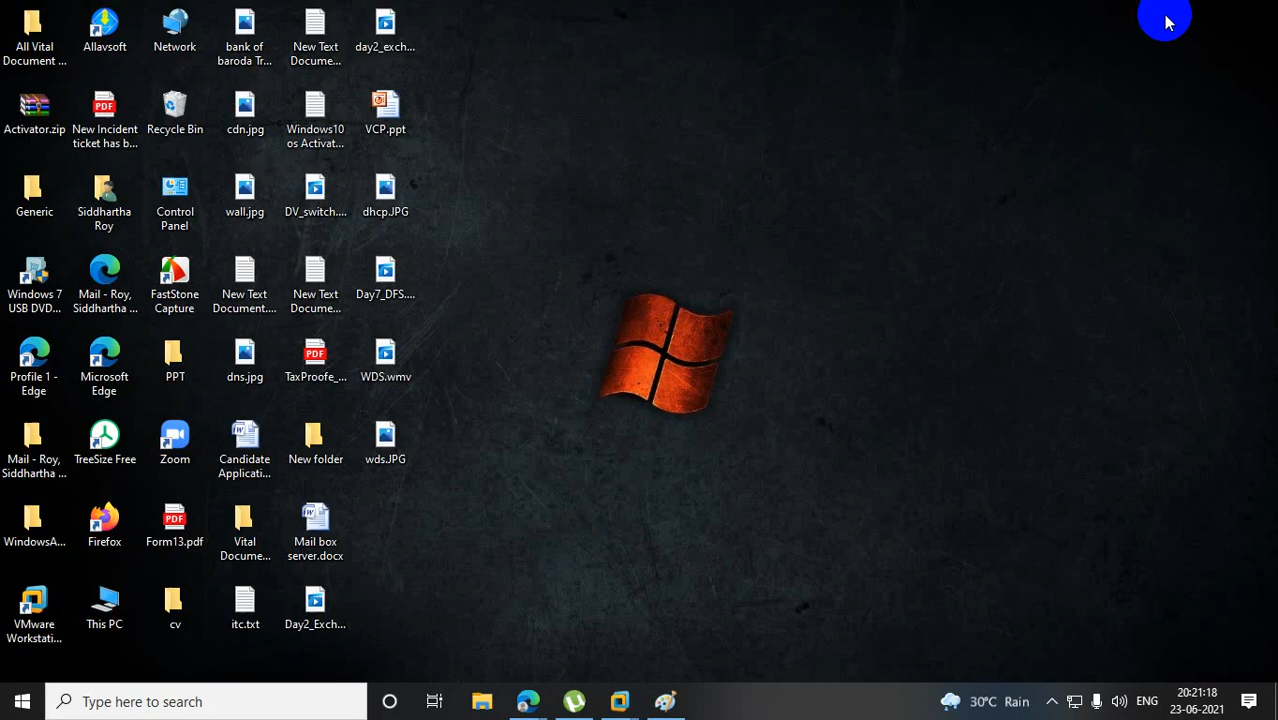 All Vital
Document ...
Allavsoft
Network
bank of
baroda Tr...
New Text
Docume...
day2_exch...
Activator.zip
PDF
New Incident
ticket has b...
Recycle Bin
cdn.jpg
Windows10
os Activat...
VCP.ppt
Generic
Siddhartha
Roy
Control
Panel
wall.jpg
DV_switch....
dhcp.JPG
Windows 7
USB DVD...
Mail - Roy,
Siddhartha ...
FastStone
Capture
New Text
Document....
New Text
Docume...
Day7_DFS....
Profile 1 -
Edge
Microsoft
Edge
PPT
dns.jpg
PDF
TaxProofe_...
WDS.wmv
Mail - Roy,
Siddhartha ...
TreeSize Free
Zoom
Candidate
Applicati...
New folder
wds.JPG
WindowsA...
Firefox
PDF
Form13.pdf
Vital
Docume...
Mail box
server.docx
VMware
Workstati...
This PC
cv
itc.txt
Day2_Exch...
Type here to search
30°C Rain
ENG
20:21:18
23-06-2021